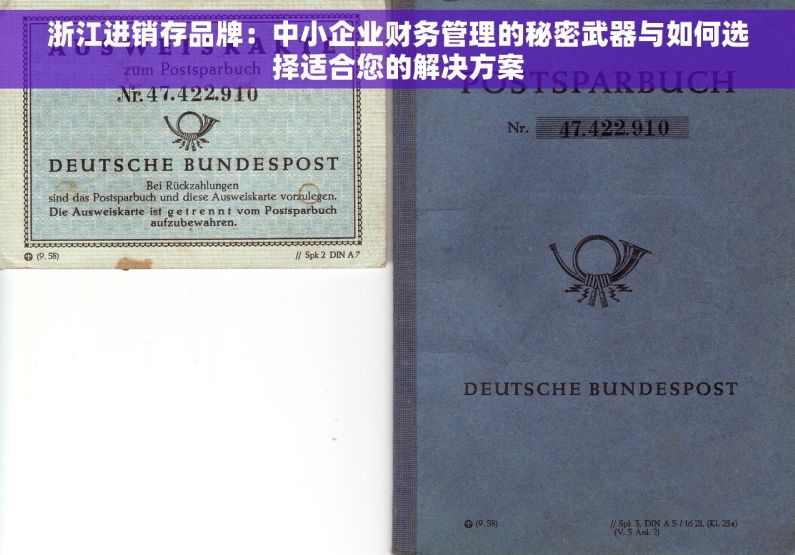 浙江进销存品牌：中小企业财务管理的秘密武器与如何选
择适合您的解决方案
AUSWEISKARTE
zum Postsparbuch
Nr. 47.422.910
DEUTSCHE BUNDESPOST
Bei Rückzahlungen
sind das Postsparbuch und diese Ausweiskarte vorzulegen.
Die Ausweiskarte ist getrennt vom Postsparbuch
aufzubewahren.
(9. 58)
// Spk 2 DIN A 7
POSTSPARBUCH
Nr. 47.422.910
DEUTSCHE BUNDESPOST
(9. 58)
// Spk 3, DIN A 5 / 16 Bl. (Kl. 23a)
(V. 5 Anl. 2)